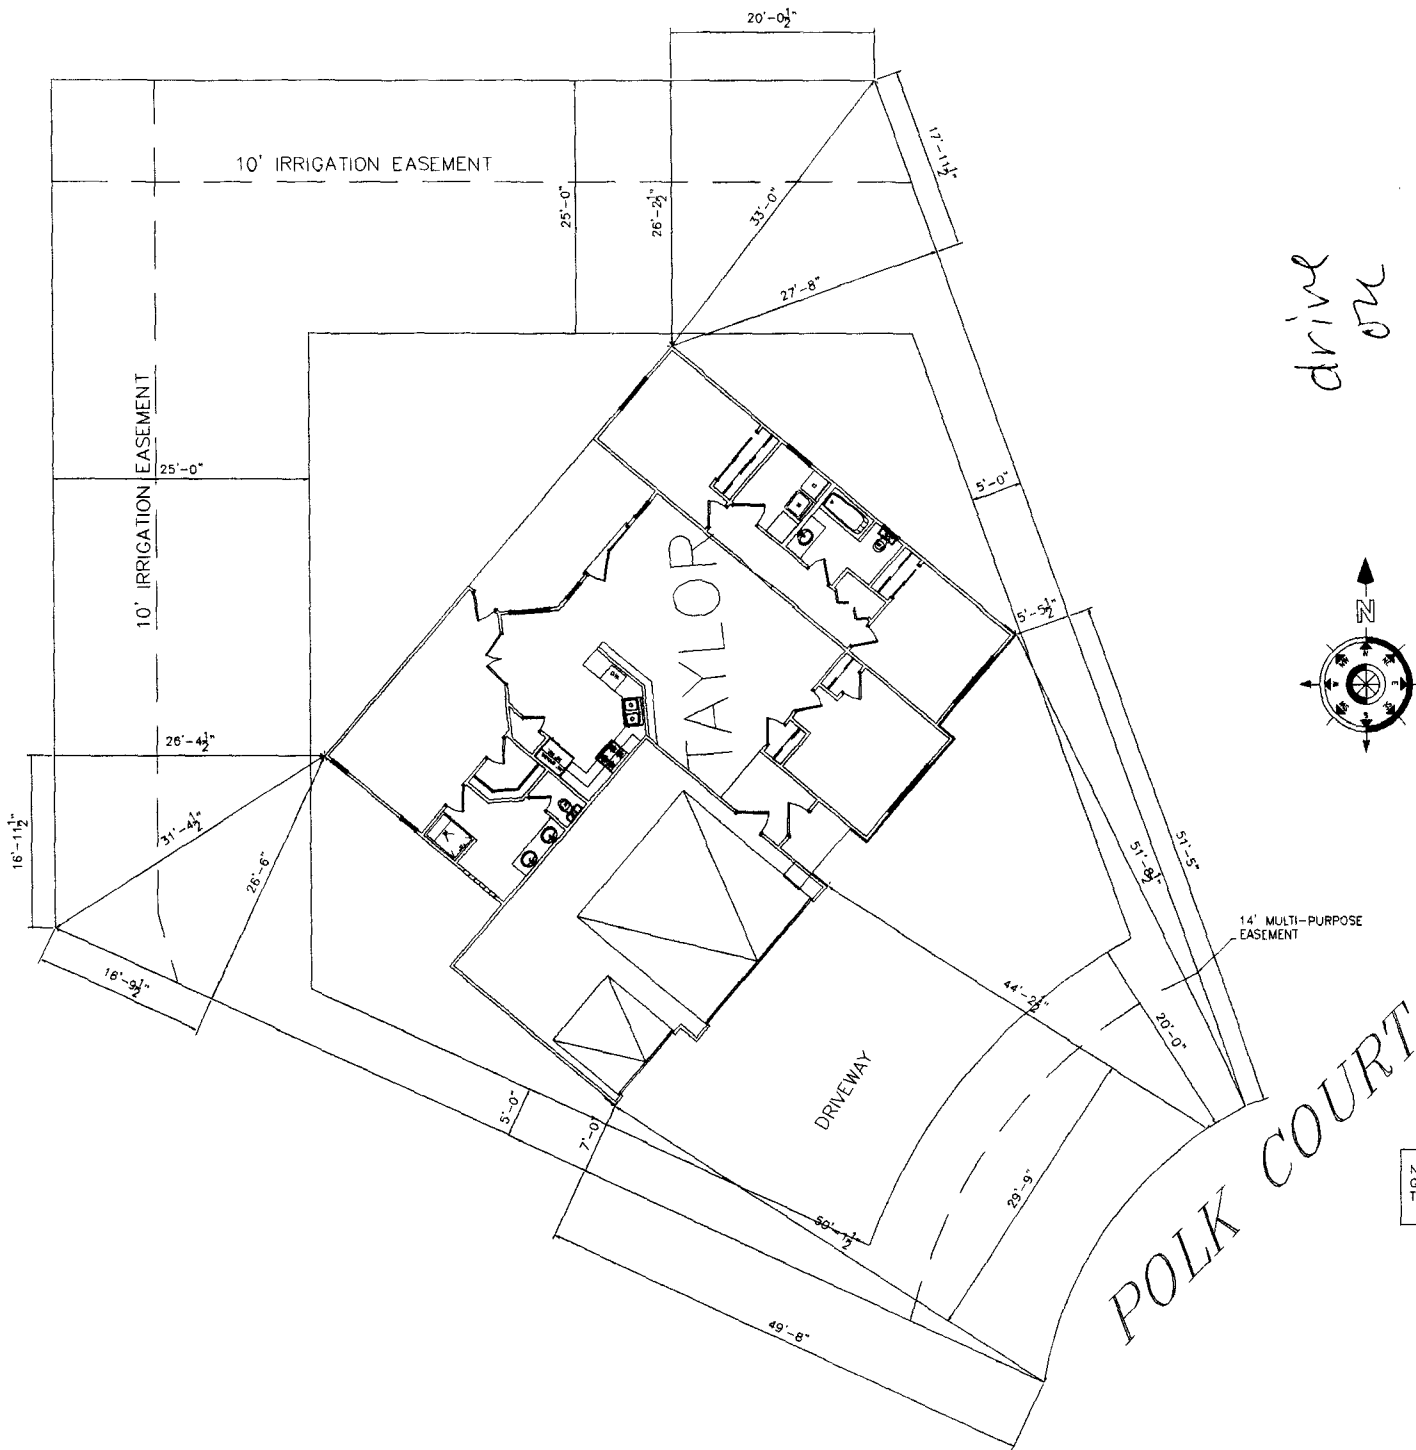 20'-0½"
10' IRRIGATION EASEMENT
25'-0"
26'-2½"
33'-0"
17'-11½"
27'-8"
drive
ok
10' IRRIGATION EASEMENT
25'-0"
5'-0"
TAYLOR
N
5'-5½"
26'-4½"
16'-11½"
31'-4½"
26'-6"
51'-8½"
51'-5"
14' MULTI-PURPOSE
EASEMENT
16'-9½"
44'-2½"
20'-0"
DRIVEWAY
5'-0"
7'-0"
29'-9"
50'-1½"
POLK COURT
49'-8"